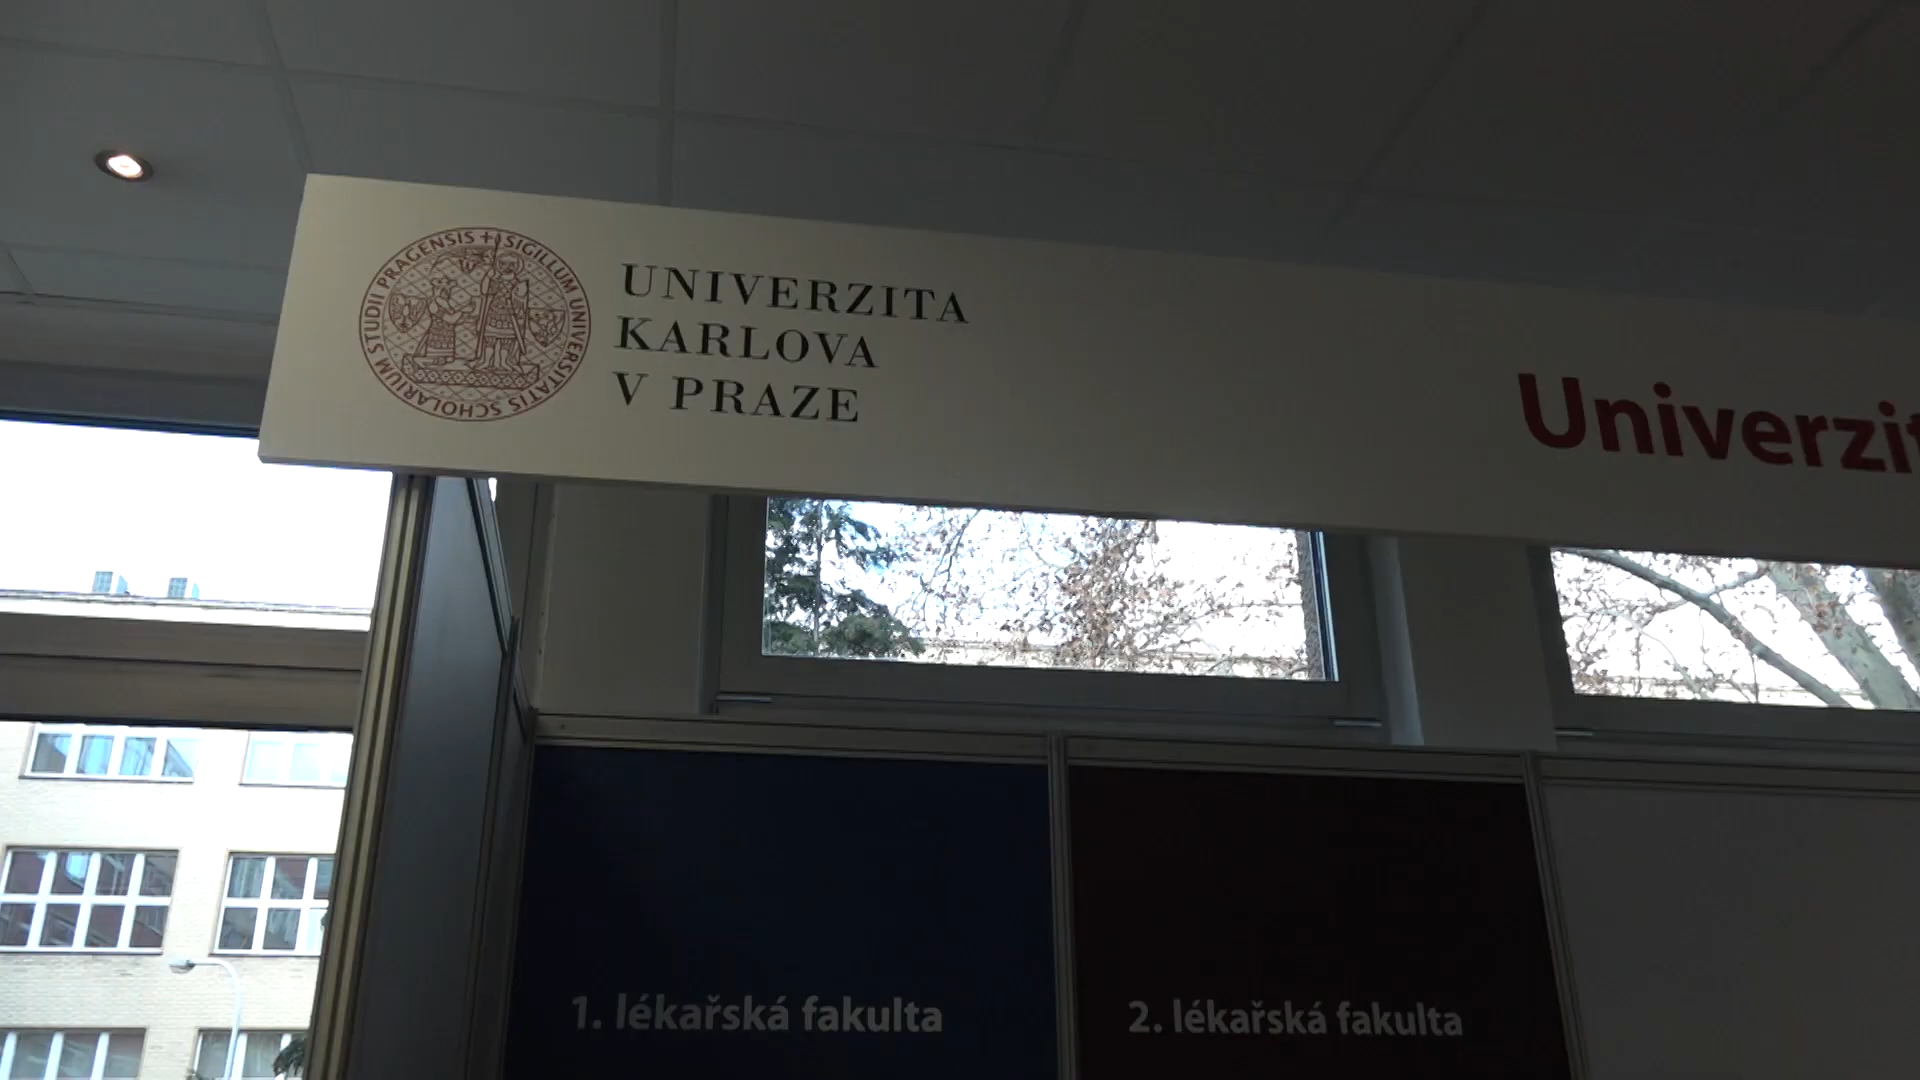 SIGILLUM UNIVERSITATIS SCHOLARIUM STUDII PRAGENSIS
UNIVERZITA
KARLOVA
V PRAZE
Univerzit
1. lékařská fakulta
2. lékařská fakulta